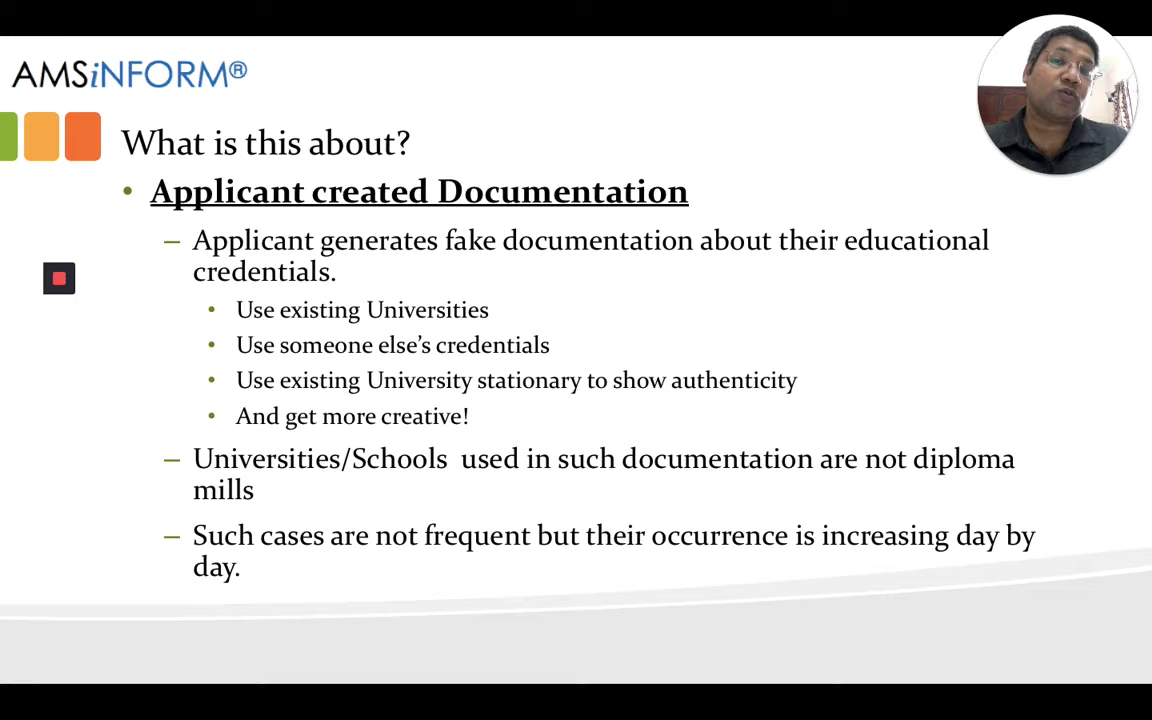 AMSiNFORM®
What is this about?
• Applicant created Documentation
– Applicant generates fake documentation about their educational
credentials.
• Use existing Universities
• Use someone else’s credentials
• Use existing University stationary to show authenticity
• And get more creative!
– Universities/Schools  used in such documentation are not diploma
mills
– Such cases are not frequent but their occurrence is increasing day by
day.